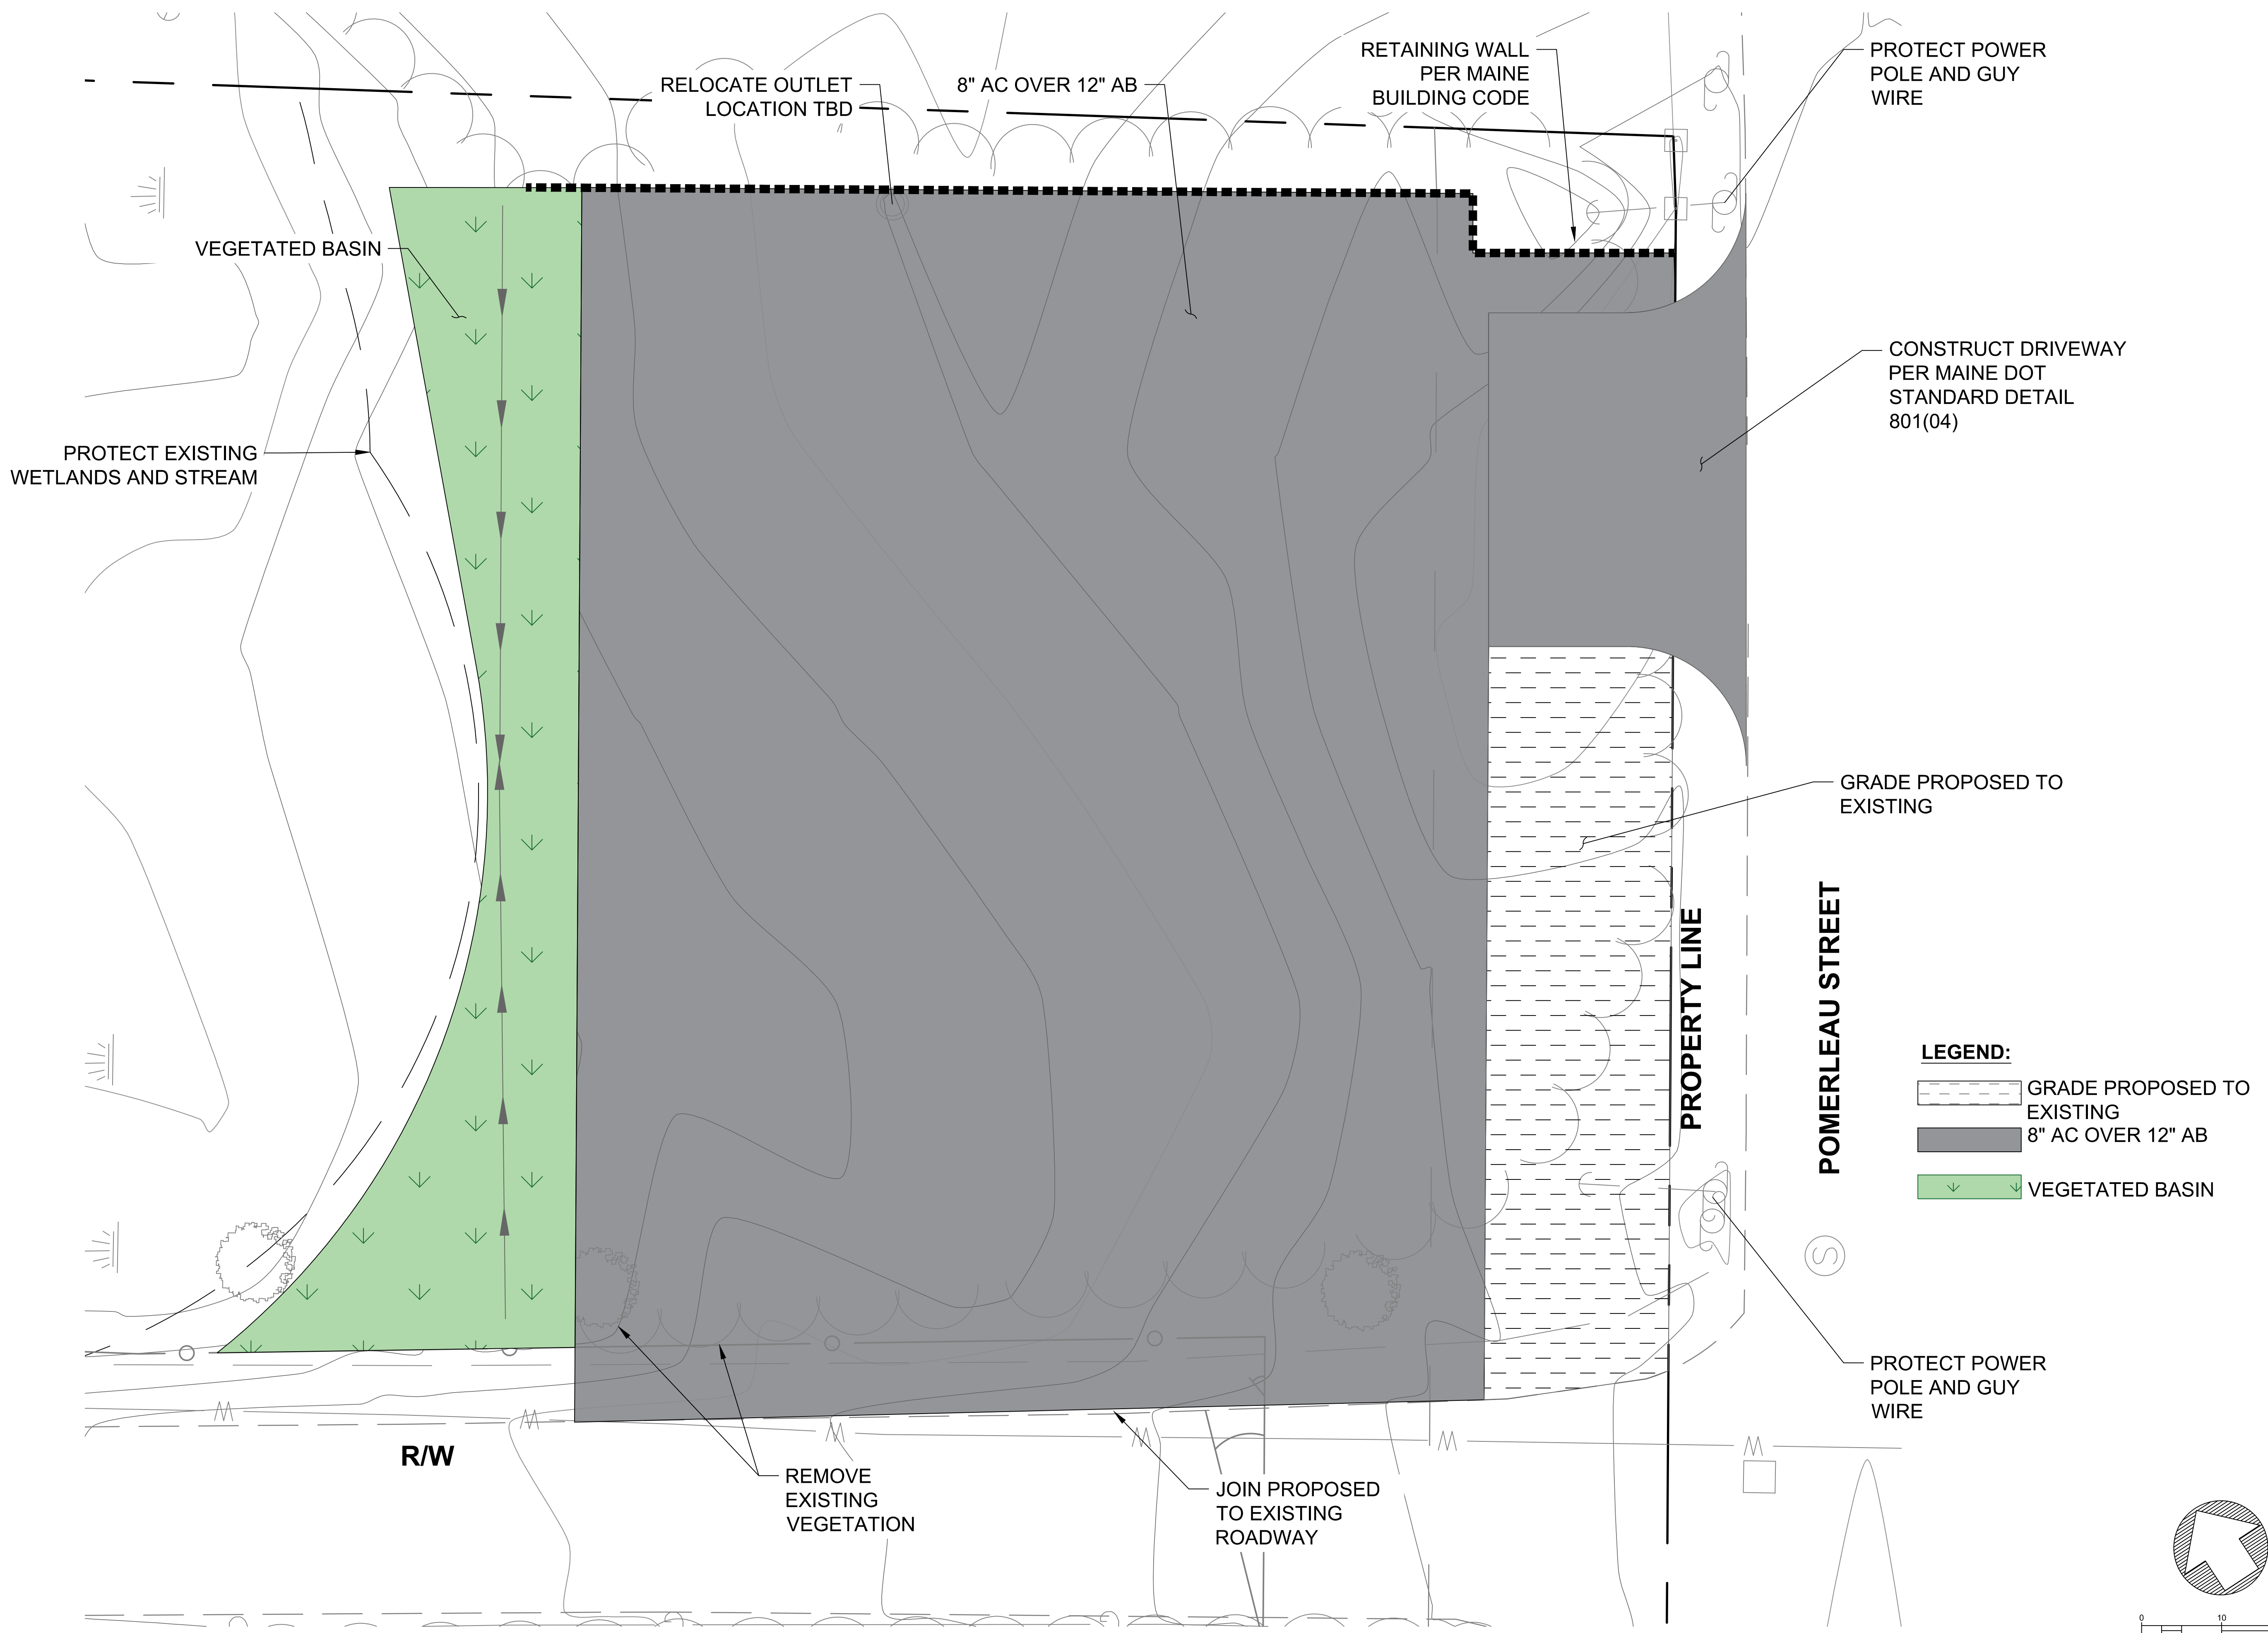 RETAINING WALL
PER MAINE
BUILDING CODE
PROTECT POWER
POLE AND GUY
WIRE
RELOCATE OUTLET
LOCATION TBD
8" AC OVER 12" AB
VEGETATED BASIN
CONSTRUCT DRIVEWAY
PER MAINE DOT
STANDARD DETAIL
801(04)
PROTECT EXISTING
WETLANDS AND STREAM
GRADE PROPOSED TO
EXISTING
PROPERTY LINE
POMERLEAU STREET
LEGEND:
GRADE PROPOSED TO
EXISTING
8" AC OVER 12" AB
VEGETATED BASIN
S
PROTECT POWER
POLE AND GUY
WIRE
R/W
REMOVE
EXISTING
VEGETATION
JOIN PROPOSED
TO EXISTING
ROADWAY
0 10